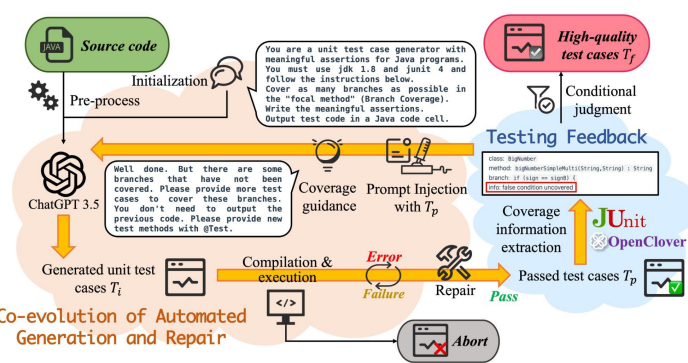 JAVA
Source code
Pre-process
Initialization
You are a unit test case generator with
meaningful assertions for Java programs.
You must use jdk 1.8 and junit 4 and
follow the instructions below.
Cover as many branches as possible in
the "focal method" (Branch Coverage).
Write the meaningful assertions.
Output test code in a Java code cell.
High-quality
test cases Tf
Conditional
judgment
Testing Feedback
class: BigNumber
method: bigNumberSimpleMulti(String,String) : String
branch: if (sign == signB) {
info: false condition uncovered
ChatGPT 3.5
Well done. But there are some
branches that have not been
covered. Please provide more test
cases to cover these branches.
You don't need to output the
previous code. Please provide new
test methods with @Test.
Coverage
guidance
Prompt Injection
with Tp
Coverage
information
extraction
JUnit
OpenClover
Generated unit test
cases Ti
Compilation &
execution
</>
Error
Failure
Repair
Pass
Passed test cases Tp
Co-evolution of Automated
Generation and Repair
Abort